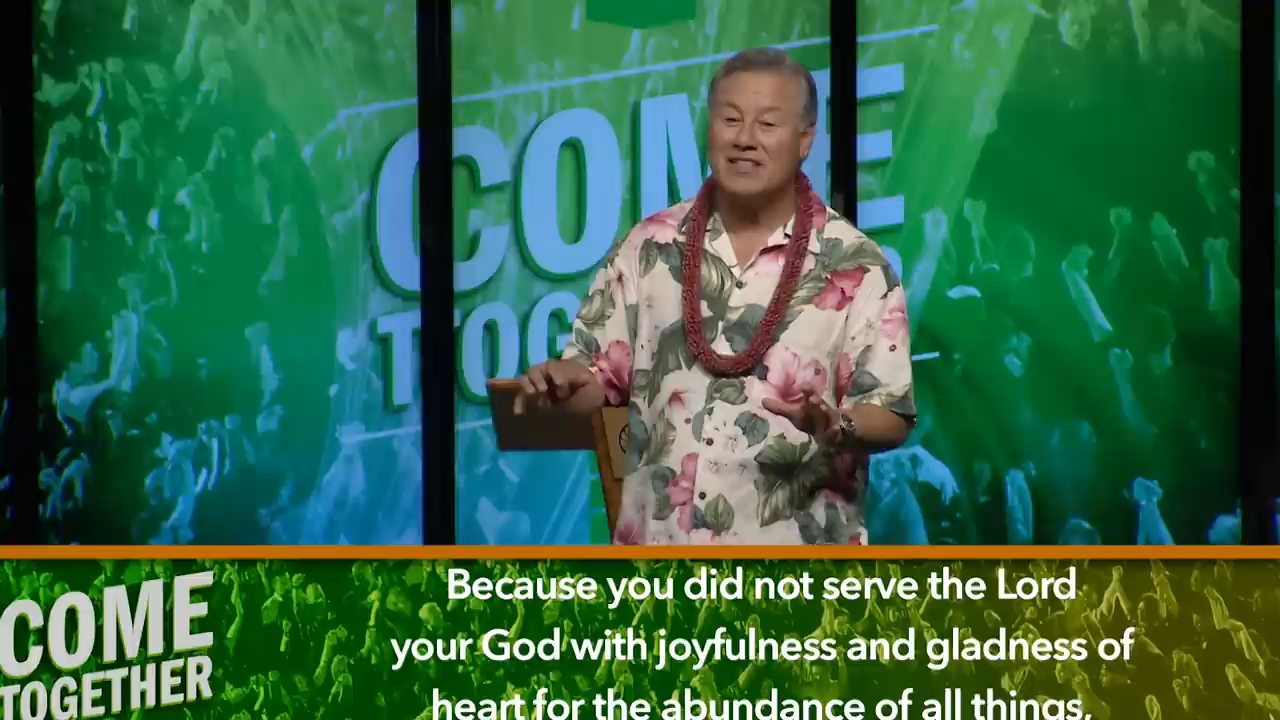 COME
TOG
COME
TOGETHER
Because you did not serve the Lord
your God with joyfulness and gladness of
heart for the abundance of all things,